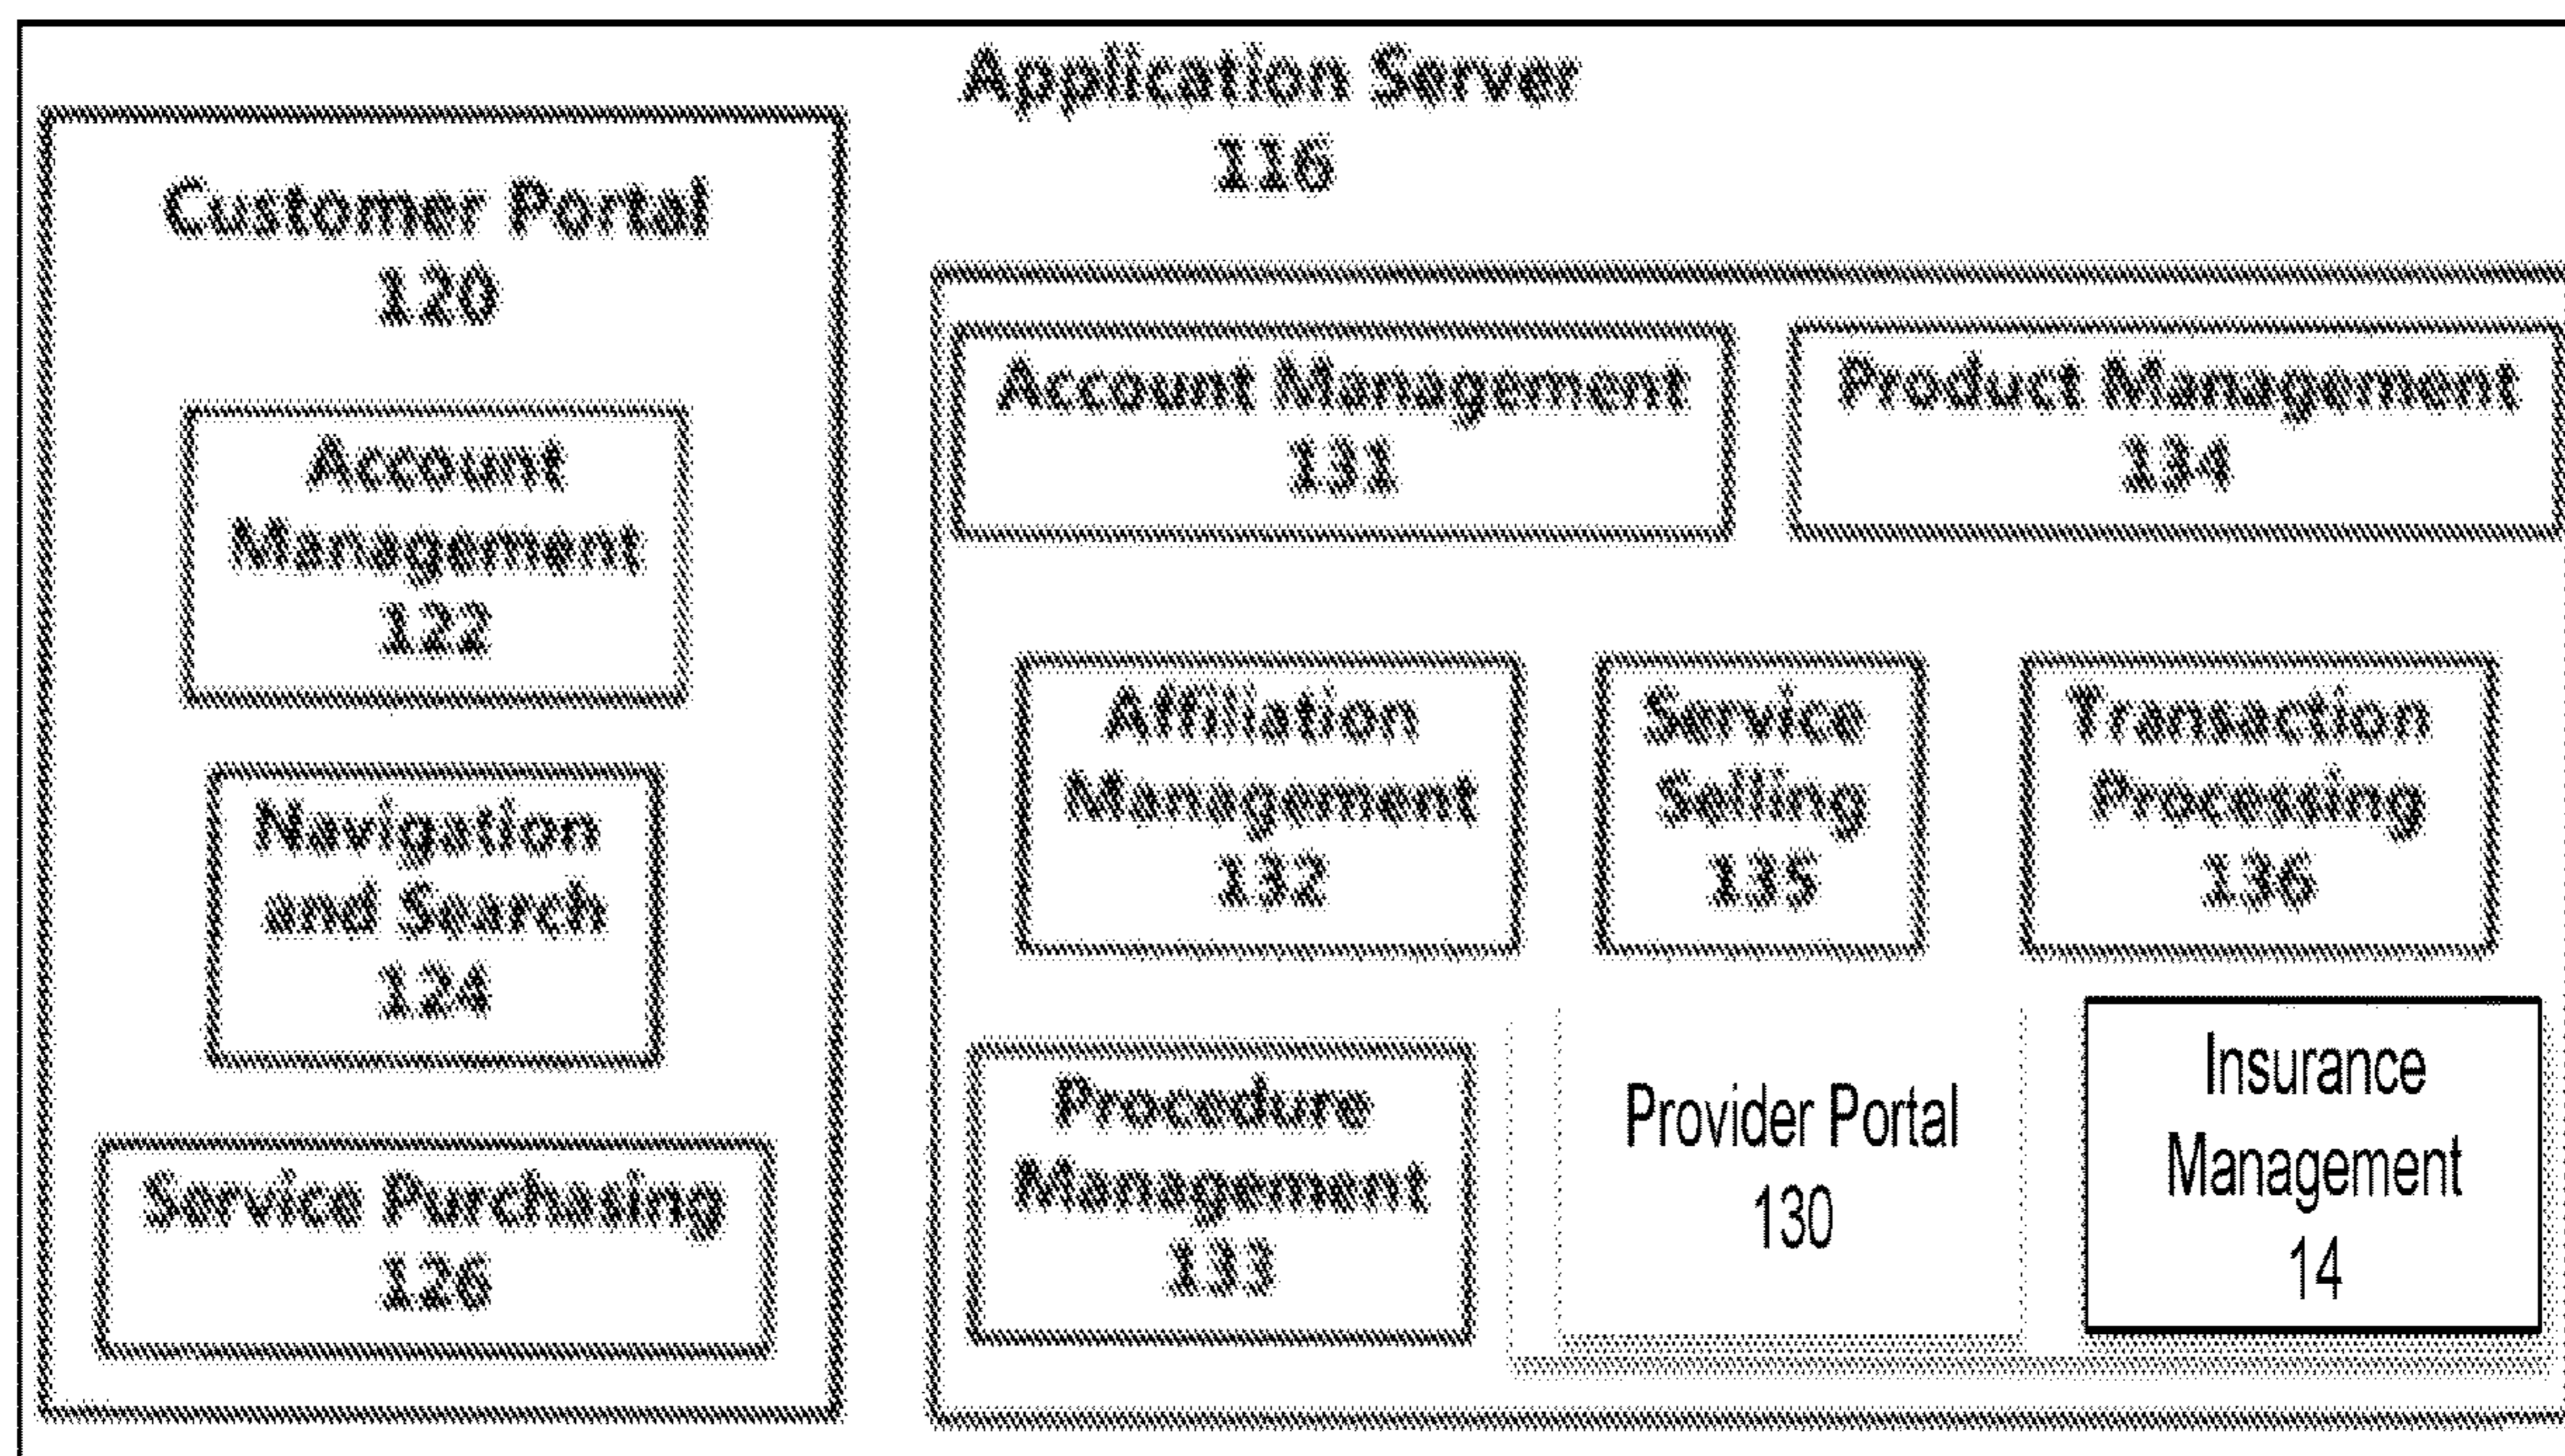 Application Server
116
Customer Portal
120
Account
Management
122
Navigation
and Search
124
Service Purchasing
126
Account Management
131
Product Management
134
Affiliation
Management
132
Service
Selling
135
Transaction
Processing
136
Procedure
Management
133
Provider Portal
130
Insurance
Management
14